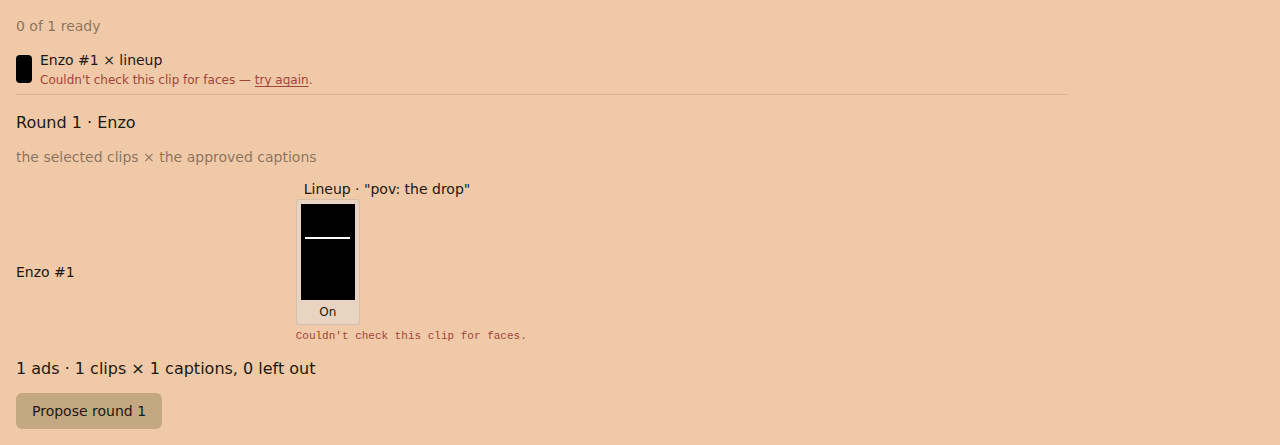 0 of 1 ready
Enzo #1 × lineup
Couldn't check this clip for faces — try again.
Round 1 · Enzo
the selected clips × the approved captions
Lineup · "pov: the drop"
Enzo #1
On
Couldn't check this clip for faces.
1 ads · 1 clips × 1 captions, 0 left out
Propose round 1